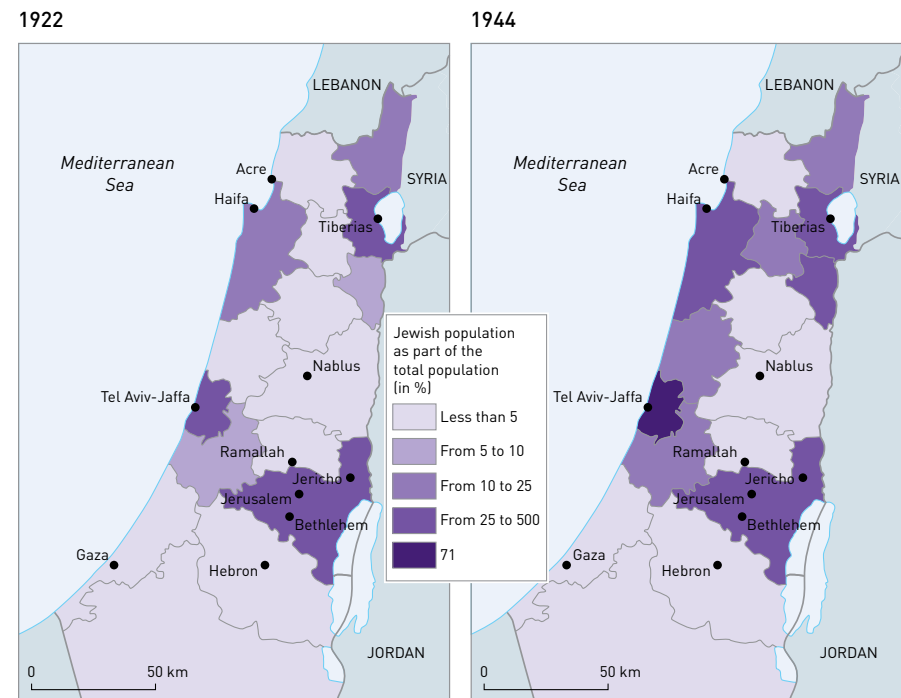 1922
LEBANON
Mediterranean
Sea
Acre
SYRIA
Haifa
Tiberias
Nablus
Tel Aviv-Jaffa
Ramallah
Jericho
Jerusalem
Bethlehem
Gaza
Hebron
JORDAN
0 50 km
Jewish population
as part of the
total population
(in %)
Less than 5
From 5 to 10
From 10 to 25
From 25 to 500
71
1944
LEBANON
Mediterranean
Sea
Acre
SYRIA
Haifa
Tiberias
Nablus
Tel Aviv-Jaffa
Ramallah
Jericho
Jerusalem
Bethlehem
Gaza
Hebron
JORDAN
0 50 km